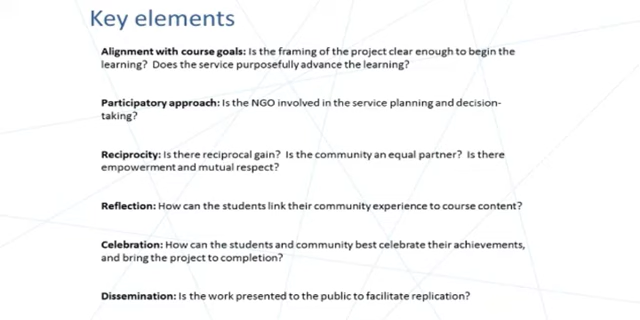 Key elements
Alignment with course goals: Is the framing of the project clear enough to begin the
learning? Does the service purposefully advance the learning?
Participatory approach: Is the NGO involved in the service planning and decision-
taking?
Reciprocity: Is there reciprocal gain? Is the community an equal partner? Is there
empowerment and mutual respect?
Reflection: How can the students link their community experience to course content?
Celebration: How can the students and community best celebrate their achievements,
and bring the project to completion?
Dissemination: Is the work presented to the public to facilitate replication?